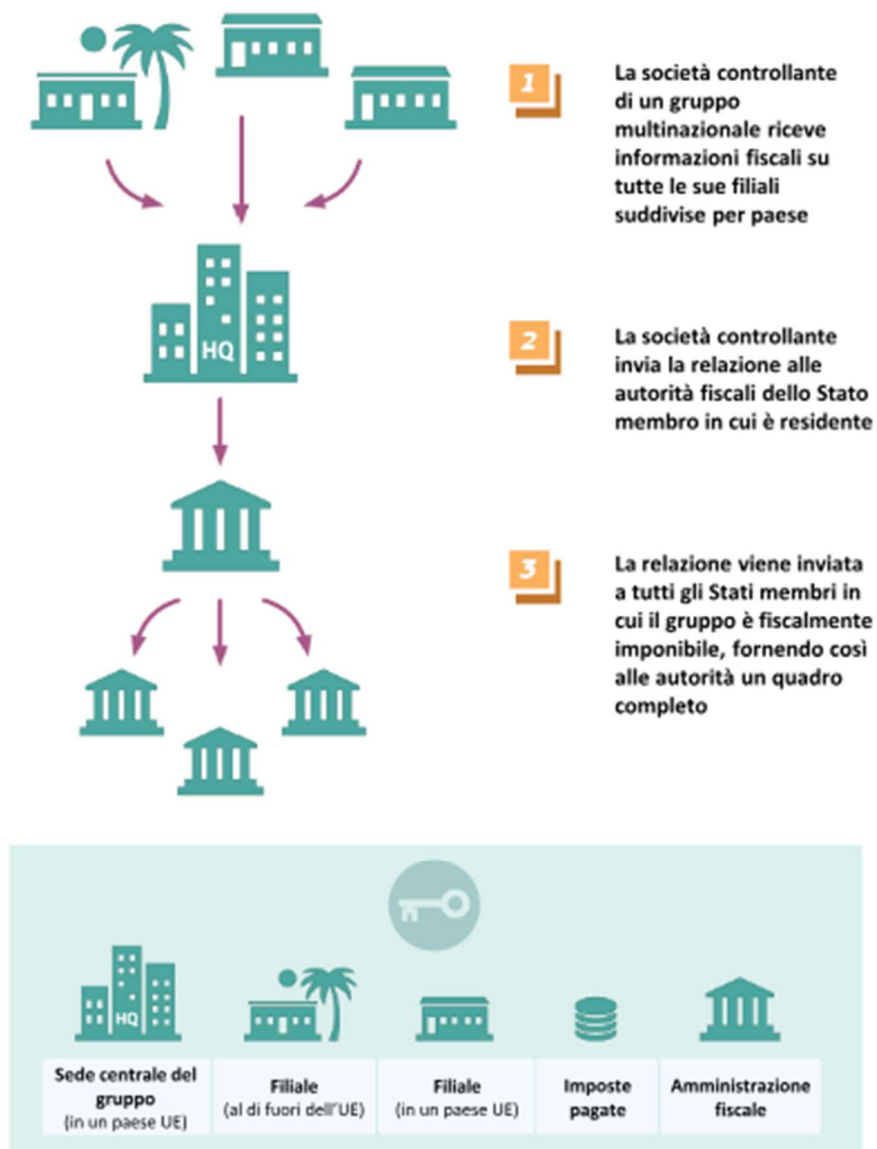 1
La società controllante
di un gruppo
multinazionale riceve
informazioni fiscali su
tutte le sue filiali
suddivise per paese
HQ
2
La società controllante
invia la relazione alle
autorità fiscali dello Stato
membro in cui è residente
3
La relazione viene inviata
a tutti gli Stati membri in
cui il gruppo è fiscalmente
imponibile, fornendo così
alle autorità un quadro
completo
HQ
Sede centrale del
gruppo
(in un paese UE)
Filiale
(al di fuori dell'UE)
Filiale
(in un paese UE)
Imposte
pagate
Amministrazione
fiscale